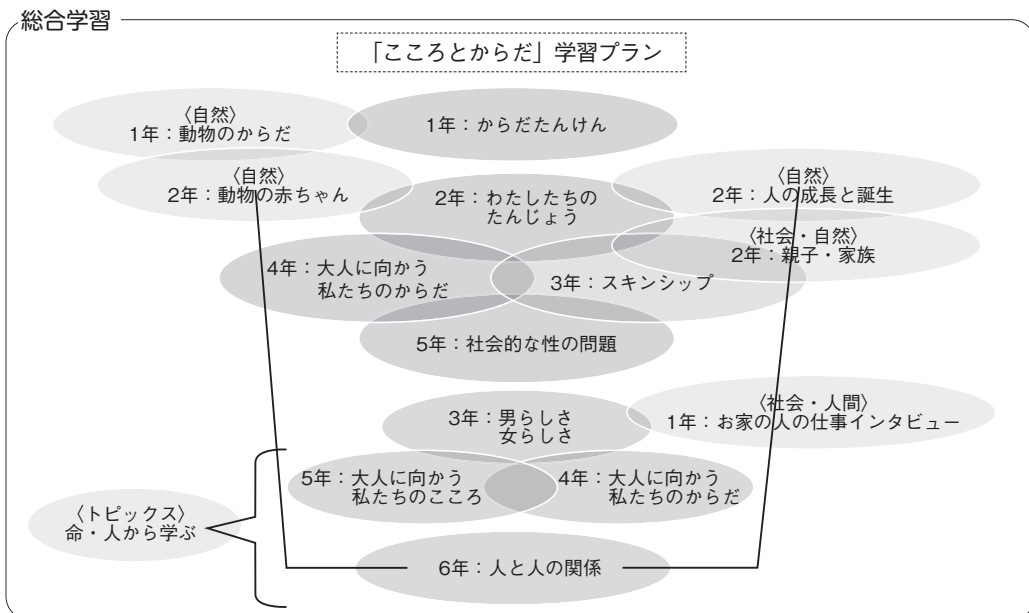 総合学習
「こころとからだ」学習プラン
〈自然〉
1年：動物のからだ
1年：からだたんけん
〈自然〉
2年：動物の赤ちゃん
2年：わたしたちの
たんじょう
〈自然〉
2年：人の成長と誕生
〈社会・自然〉
2年：親子・家族
4年：大人に向かう
私たちのからだ
3年：スキンシップ
5年：社会的な性の問題
3年：男らしさ
女らしさ
〈社会・人間〉
1年：お家の人の仕事インタビュー
5年：大人に向かう
私たちのこころ
4年：大人に向かう
私たちのからだ
〈トピックス〉
命・人から学ぶ
6年：人と人の関係